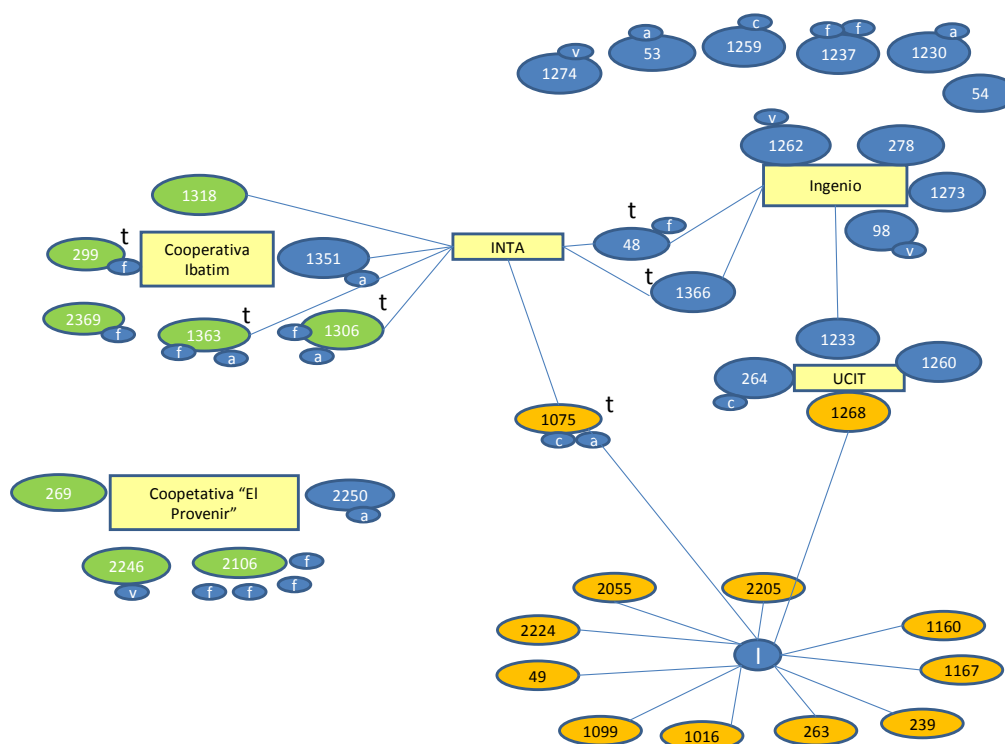 c
a
f
f
a
v
1259
53
1237
1230
1274
54
v
1262
278
Ingenio
1273
1318
t
f
48
98
v
t
299
f
Cooperativa
Ibatim
1351
a
INTA
t
1366
2369
f
t
1363
f
a
t
f
1306
a
1233
1260
264
c
UCIT
1268
t
1075
c
a
269
Coopetativa “El
Provenir”
2250
a
2246
v
2106
f
f
f
f
2055
2205
2224
1160
l
49
1167
1099
1016
263
239